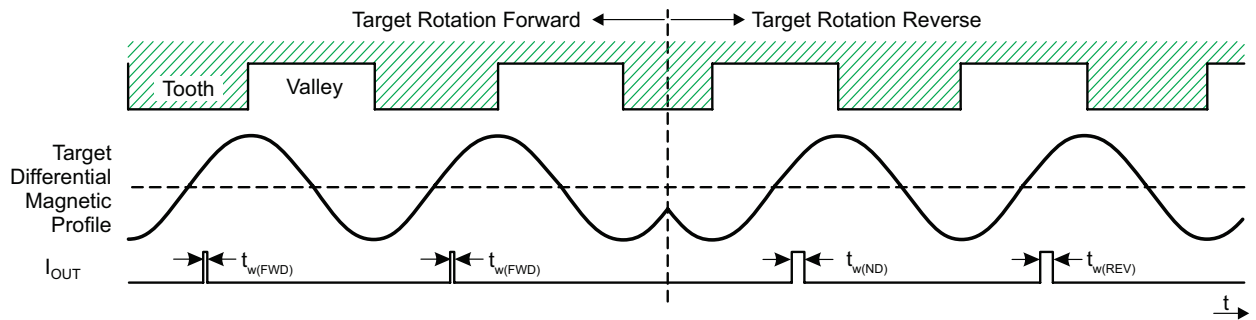 Target Rotation Forward
Target Rotation Reverse
Tooth
Valley
Target
Differential
Magnetic
Profile
I_OUT
t_w(FWD)
t_w(FWD)
t_w(ND)
t_w(REV)
t